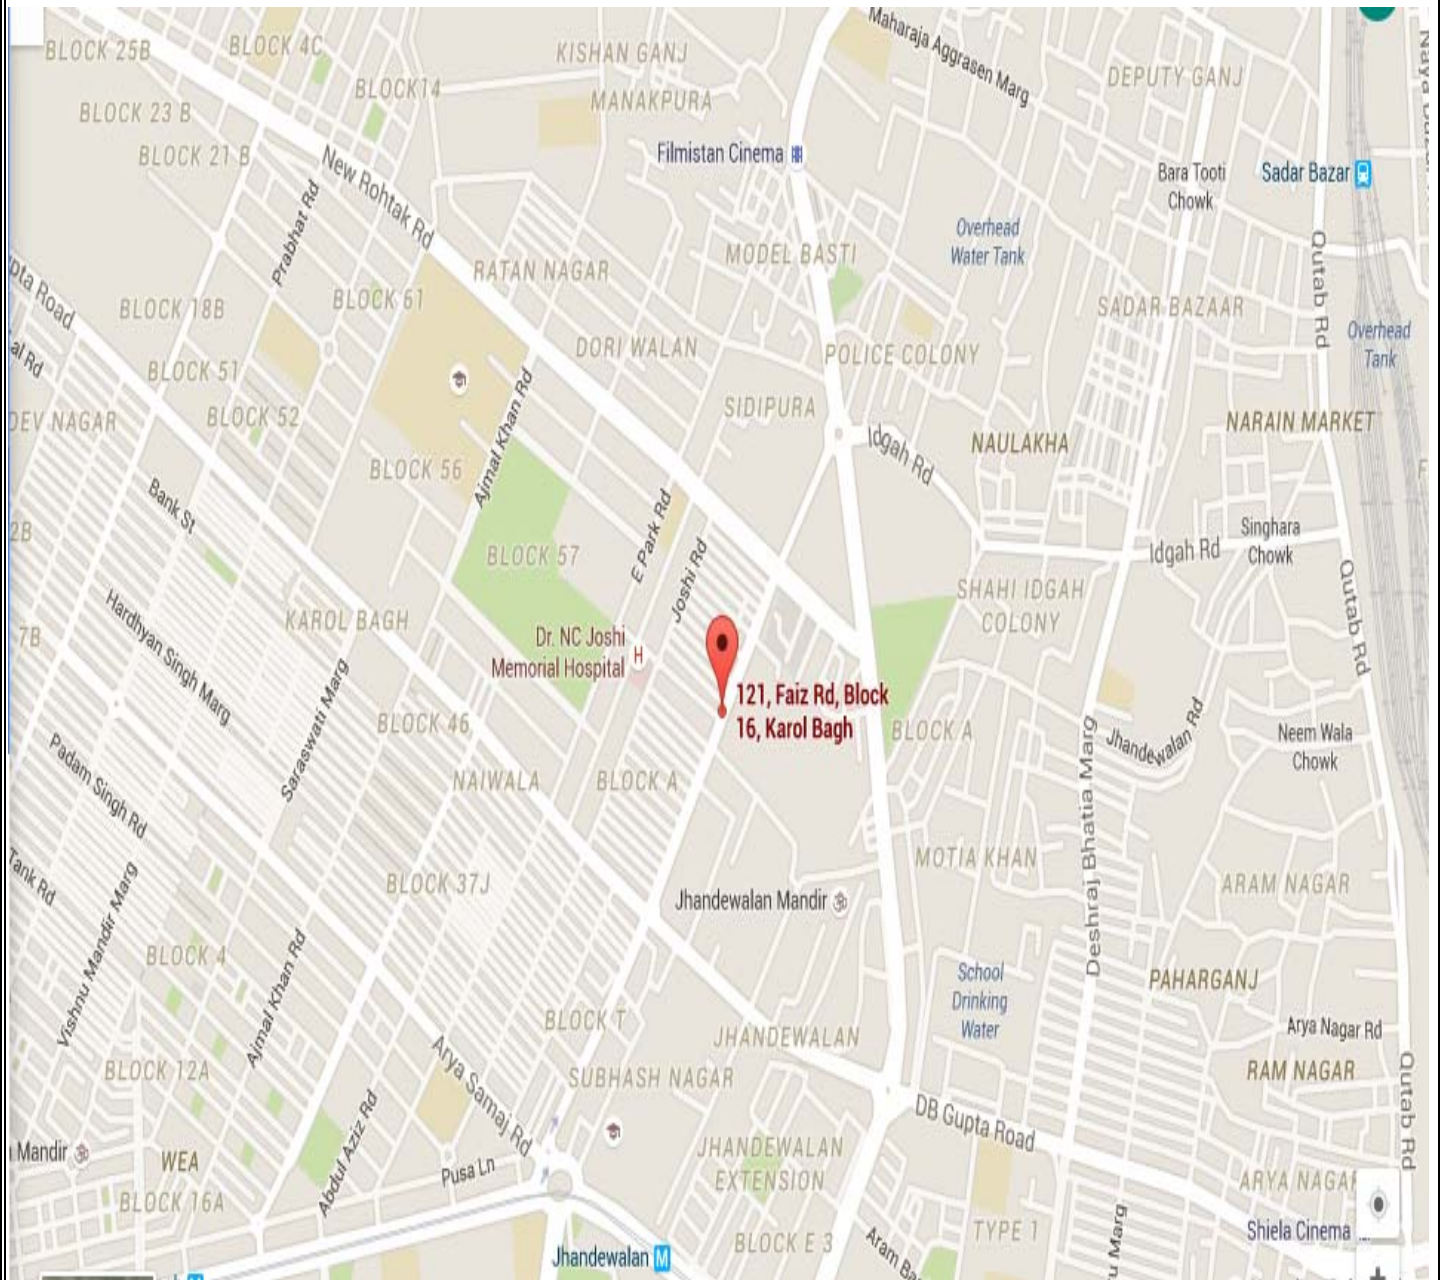 BLOCK 25B
BLOCK 4C
KISHAN GANJ
Maharaja Aggrasen Marg
DEPUTY GANJ
BLOCK14
MANAKPURA
BLOCK 23 B
BLOCK 21 B
New Rohtak Rd
Filmistan Cinema
Bara Tooti
Chowk
Sadar Bazar
Prabhat Rd
Overhead
Water Tank
MODEL BASTI
RATAN NAGAR
Qutab Rd
BLOCK 61
BLOCK 18B
SADAR BAZAAR
pta Road
Overhead
Tank
al Rd
DORI WALAN
POLICE COLONY
BLOCK 51
Ajmal Khan Rd
DEV NAGAR
BLOCK 52
SIDIPURA
NARAIN MARKET
Idgah Rd
NAULAKHA
BLOCK 56
Bank St
E Park Rd
2B
BLOCK 57
Joshi Rd
Idgah Rd
Singhara
Chowk
SHAHI IDGAH
COLONY
Qutab Rd
Hardhyan Singh Marg
KAROL BAGH
7B
Dr. NC Joshi
Memorial Hospital
121, Faiz Rd, Block
16, Karol Bagh
Saraswati Marg
BLOCK 46
BLOCK A
Jhandewalan Rd
Neem Wala
Chowk
Padam Singh Rd
NAIWALA
BLOCK A
Deshraj Bhatia Marg
MOTIA KHAN
Tank Rd
BLOCK 37J
ARAM NAGAR
Jhandewalan Mandir
Vishnu Mandir Marg
BLOCK 4
Ajmal Khan Rd
School
Drinking
Water
PAHARGANJ
BLOCK T
JHANDEWALAN
Arya Nagar Rd
BLOCK 12A
Arya Samaj Rd
SUBHASH NAGAR
RAM NAGAR
Qutab Rd
DB Gupta Road
Abdul Aziz Rd
Mandir
WEA
Pusa Ln
JHANDEWALAN
EXTENSION
BLOCK 16A
ARYA NAGAR
TYPE 1
Shiela Cinema
BLOCK E 3
Jhandewalan
Aram Ba
u Marg